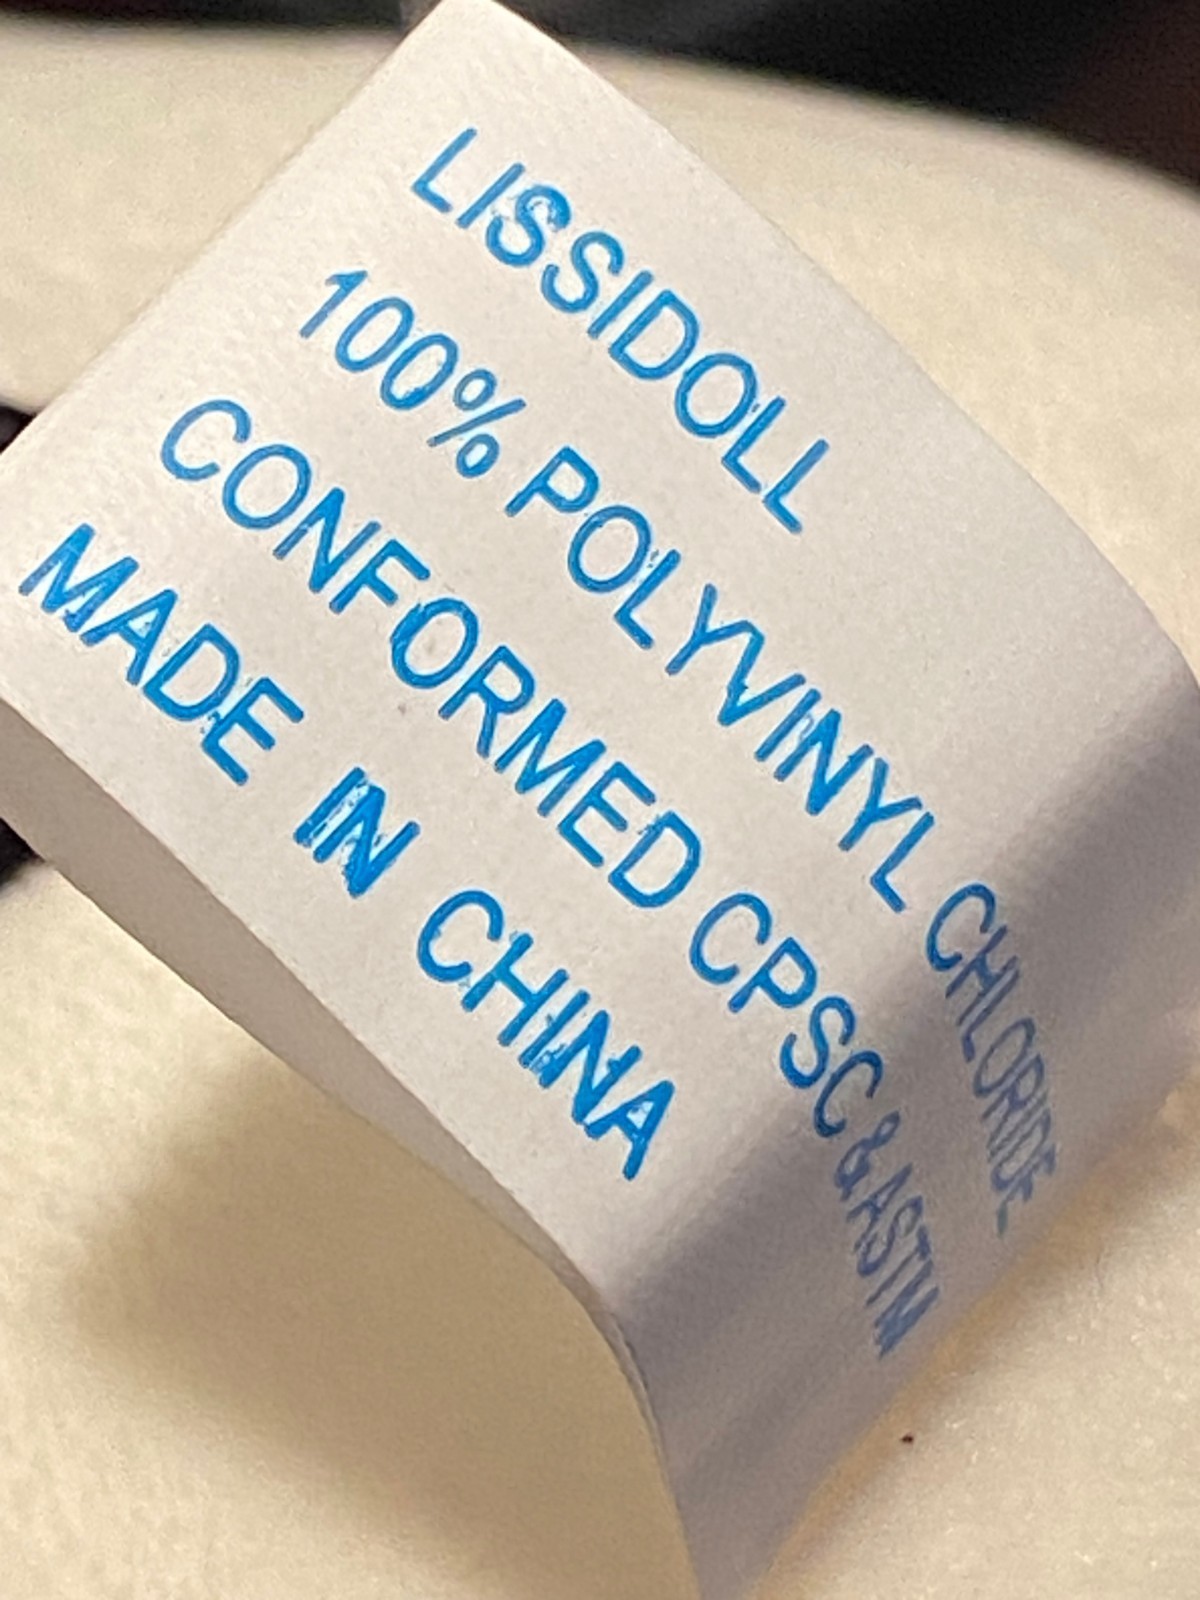 LISSIDOLL
100% POLYVINYL CHLORIDE
CONFORMED CPSC & ASTM
MADE IN CHINA